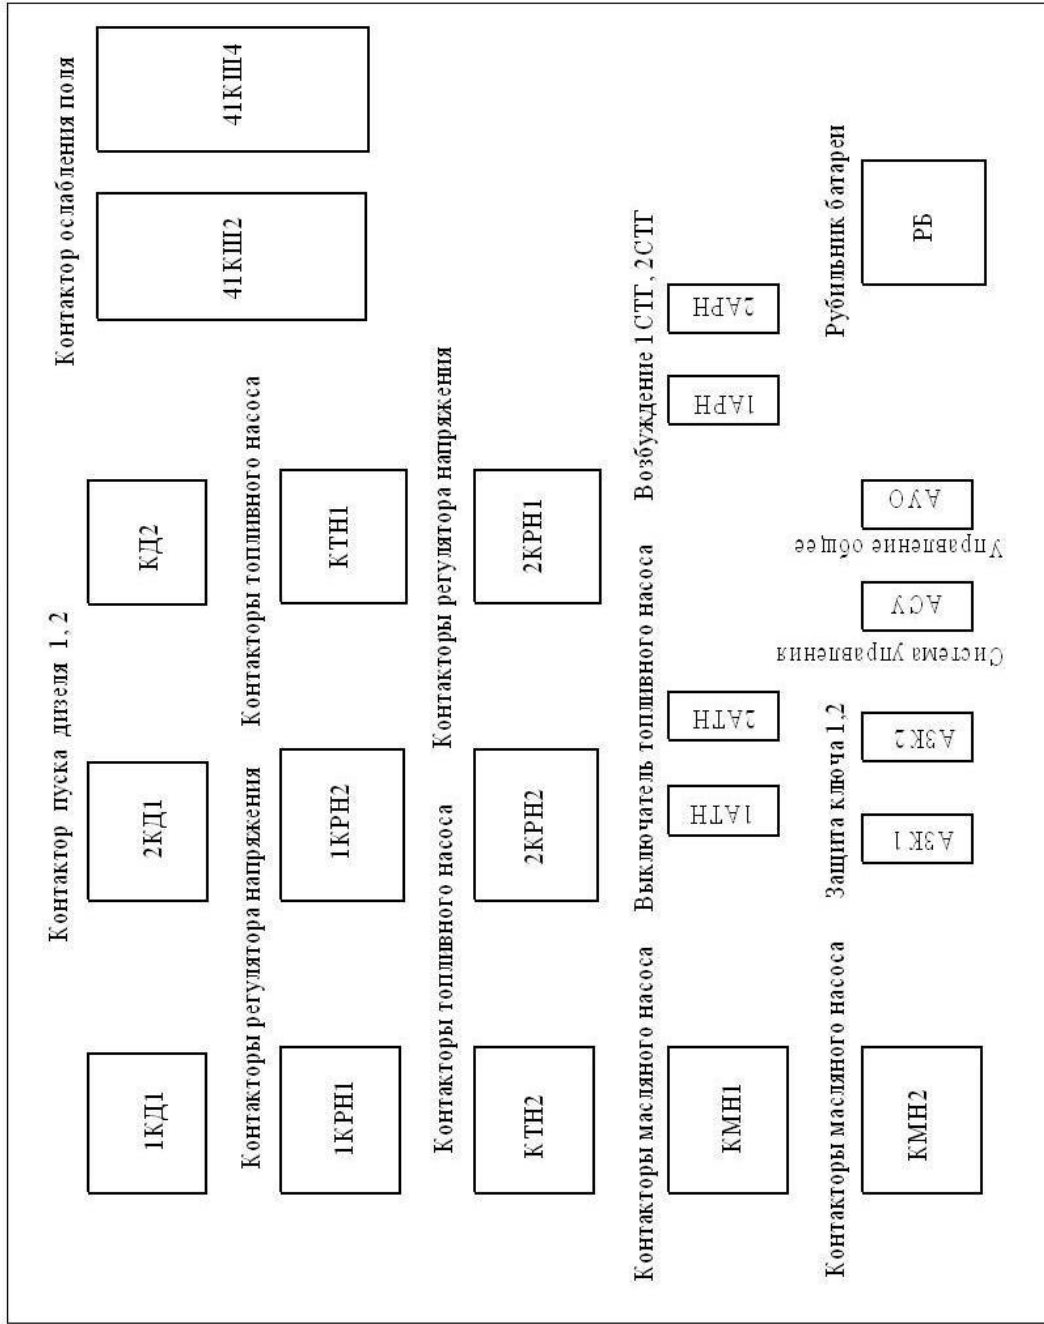 Контактор пуска дизеля 1, 2
Контактор ослабления поля
1КД1
2КД1
КД2
41КШ2
41КШ4
Контакторы регулятора напряжения
Контакторы топливного насоса
1КРН1
1КРН2
КТН1
Контакторы топливного насоса
Контакторы регулятора напряжения
КТН2
2КРН2
2КРН1
Контакторы масляного насоса
Выключатель топливного насоса
Возбуждение 1СТГ, 2СТГ
КМН1
1АТН
2АТН
1АРН
2АРН
Контакторы масляного насоса
Защита ключа 1,2
Рубильник батареи
КМН2
АЗК1
АЗК2
АСУ
АУО
РБ
Система управления
Управление общее